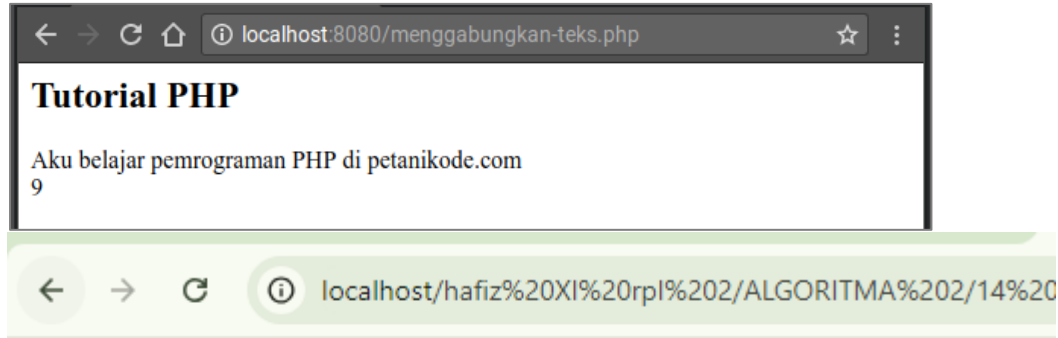 localhost:8080/menggabungkan-teks.php
Tutorial PHP
Aku belajar pemrograman PHP di petanikode.com
9
localhost/hafiz%20XI%20rpl%202/ALGORITMA%202/14%20